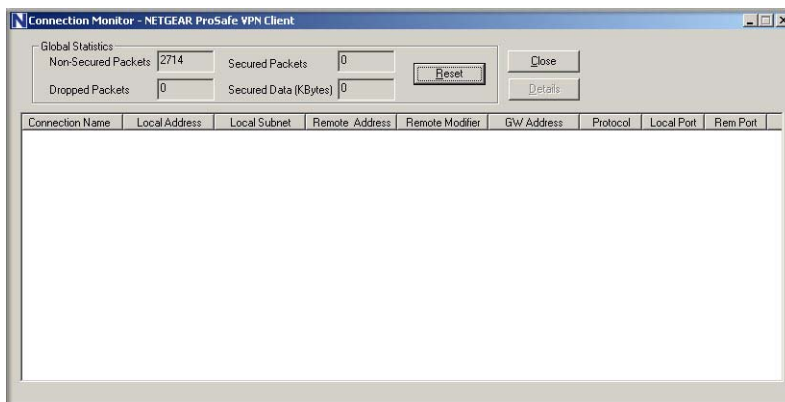 Connection Monitor - NETGEAR ProSafe VPN Client
Global Statistics
Non-Secured Packets 2714 Secured Packets 0 Reset Close
Dropped Packets 0 Secured Data (KBytes) 0 Details
Connection Name Local Address Local Subnet Remote Address Remote Modifier GW Address Protocol Local Port Rem Port